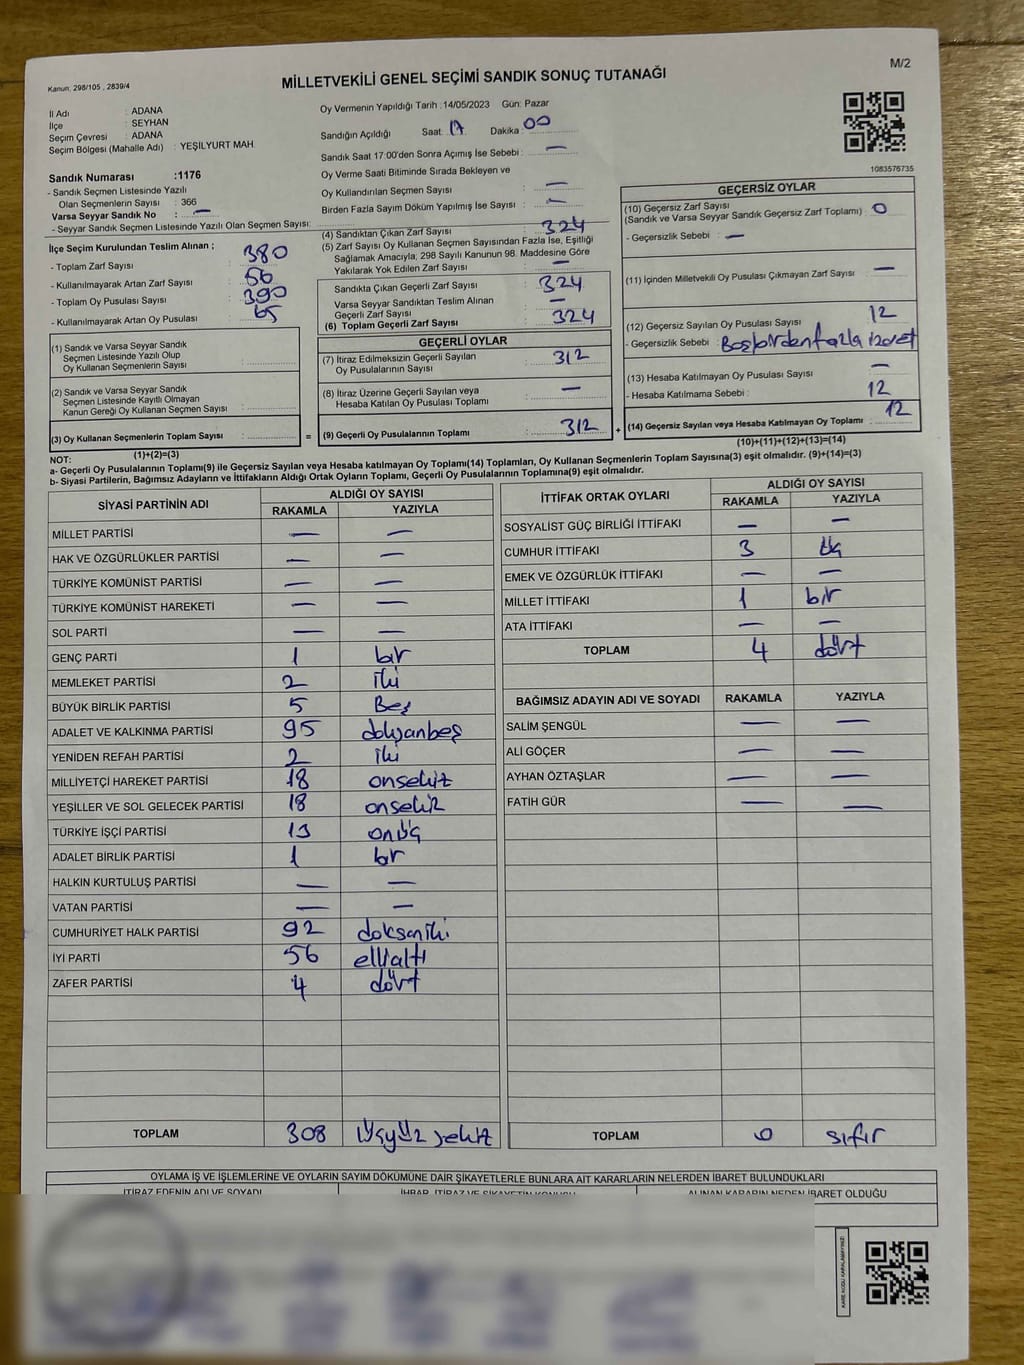 M/2
Kanun: 298/105 , 2839/4
MİLLETVEKİLİ GENEL SEÇİMİ SANDIK SONUÇ TUTANAĞI
İl Adı : ADANA
İlçe : SEYHAN
Seçim Çevresi : ADANA
Seçim Bölgesi (Mahalle Adı) : YEŞİLYURT MAH.
Sandık Numarası :1176
- Sandık Seçmen Listesinde Yazılı
Olan Seçmenlerin Sayısı : 366
Varsa Seyyar Sandık No : —
- Seyyar Sandık Seçmen Listesinde Yazılı Olan Seçmen Sayısı:
İlçe Seçim Kurulundan Teslim Alınan ;
- Toplam Zarf Sayısı : 380
- Kullanılmayarak Artan Zarf Sayısı : 56
- Toplam Oy Pusulası Sayısı : 390
- Kullanılmayarak Artan Oy Pusulası : 65
(1) Sandık ve Varsa Seyyar Sandık
Seçmen Listesinde Yazılı Olup
Oy Kullanan Seçmenlerin Sayısı :
(2) Sandık ve Varsa Seyyar Sandık
Seçmen Listesinde Kayıtlı Olmayan
Kanun Gereği Oy Kullanan Seçmen Sayısı :
(3) Oy Kullanan Seçmenlerin Toplam Sayısı :
(1)+(2)=(3)
Oy Vermenin Yapıldığı Tarih :14/05/2023 Gün: Pazar
Sandığın Açıldığı Saat : 17 Dakika : 00
Sandık Saat 17:00'den Sonra Açımış İse Sebebi : —
Oy Verme Saati Bitiminde Sırada Bekleyen ve
Oy Kullandırılan Seçmen Sayısı : —
Birden Fazla Sayım Döküm Yapılmış İse Sayısı : —
(4) Sandıktan Çıkan Zarf Sayısı : 324
(5) Zarf Sayısı Oy Kullanan Seçmen Sayısından Fazla İse, Eşitliği
Sağlamak Amacıyla, 298 Sayılı Kanunun 98. Maddesine Göre
Yakılarak Yok Edilen Zarf Sayısı : —
Sandıkta Çıkan Geçerli Zarf Sayısı : 324
Varsa Seyyar Sandıktan Teslim Alınan
Geçerli Zarf Sayısı : —
(6) Toplam Geçerli Zarf Sayısı : 324
GEÇERLİ OYLAR
(7) İtiraz Edilmeksizin Geçerli Sayılan
Oy Pusulalarının Sayısı : 312
(8) İtiraz Üzerine Geçerli Sayılan veya
Hesaba Katılan Oy Pusulası Toplamı : —
= (9) Geçerli Oy Pusulalarının Toplamı : 312 +
1083576735
GEÇERSİZ OYLAR
(10) Geçersiz Zarf Sayısı
(Sandık ve Varsa Seyyar Sandık Geçersiz Zarf Toplamı) : 0
- Geçersizlik Sebebi : —
(11) İçinden Milletvekili Oy Pusulası Çıkmayan Zarf Sayısı : —
(12) Geçersiz Sayılan Oy Pusulası Sayısı : 12
- Geçersizlik Sebebi : Boş birden fazla
(13) Hesaba Katılmayan Oy Pusulası Sayısı : —
- Hesaba Katılmama Sebebi : 12
(14) Geçersiz Sayılan veya Hesaba Katılmayan Oy Toplamı : 12
(10)+(11)+(12)+(13)=(14)
NOT:
a- Geçerli Oy Pusulalarının Toplamı(9) ile Geçersiz Sayılan veya Hesaba katılmayan Oy Toplamı(14) Toplamları, Oy Kullanan Seçmenlerin Toplam Sayısına(3) eşit olmalıdır. (9)+(14)=(3)
b- Siyasi Partilerin, Bağımsız Adayların ve İttifakların Aldığı Ortak Oyların Toplamı, Geçerli Oy Pusulalarının Toplamına(9) eşit olmalıdır.
SİYASİ PARTİNİN ADI ALDIĞI OY SAYISI
RAKAMLA YAZIYLA
MİLLET PARTİSİ — —
HAK VE ÖZGÜRLÜKLER PARTİSİ — —
TÜRKİYE KOMÜNİST PARTİSİ — —
TÜRKİYE KOMÜNİST HAREKETİ — —
SOL PARTİ — —
GENÇ PARTİ 1 bir
MEMLEKET PARTİSİ 2 iki
BÜYÜK BİRLİK PARTİSİ 5 Beş
ADALET VE KALKINMA PARTİSİ 95 doksanbeş
YENİDEN REFAH PARTİSİ 2 iki
MİLLİYETÇİ HAREKET PARTİSİ 18 onsekiz
YEŞİLLER VE SOL GELECEK PARTİSİ 18 onsekiz
TÜRKİYE İŞÇİ PARTİSİ 13 onüç
ADALET BİRLİK PARTİSİ 1 bir
HALKIN KURTULUŞ PARTİSİ — —
VATAN PARTİSİ — —
CUMHURİYET HALK PARTİSİ 92 doksaniki
İYİ PARTİ 56 ellialtı
ZAFER PARTİSİ 4 dört
TOPLAM 308 üçyüz sekiz
İTTİFAK ORTAK OYLARI ALDIĞI OY SAYISI
RAKAMLA YAZIYLA
SOSYALİST GÜÇ BİRLİĞİ İTTİFAKI — —
CUMHUR İTTİFAKI 3 üç
EMEK VE ÖZGÜRLÜK İTTİFAKI — —
MİLLET İTTİFAKI 1 bir
ATA İTTİFAKI — —
TOPLAM 4 dört
BAĞIMSIZ ADAYIN ADI VE SOYADI RAKAMLA YAZIYLA
SALİM ŞENGÜL — —
ALİ GÖÇER — —
AYHAN ÖZTAŞLAR — —
FATİH GÜR — —
TOPLAM 0 sıfır
OYLAMA İŞ VE İŞLEMLERİNE VE OYLARIN SAYIM DÖKÜMÜNE DAİR ŞİKAYETLERLE BUNLARA AİT KARARLARIN NELERDEN İBARET BULUNDUKLARI
İTİRAZ EDENİN ADI VE SOYADI İHBAR, İTİRAZ VE ŞİKAYETİN KONUSU ALINAN KARARIN NEDEN İBARET OLDUĞU
KARE KODU KARALAMAYINIZ!